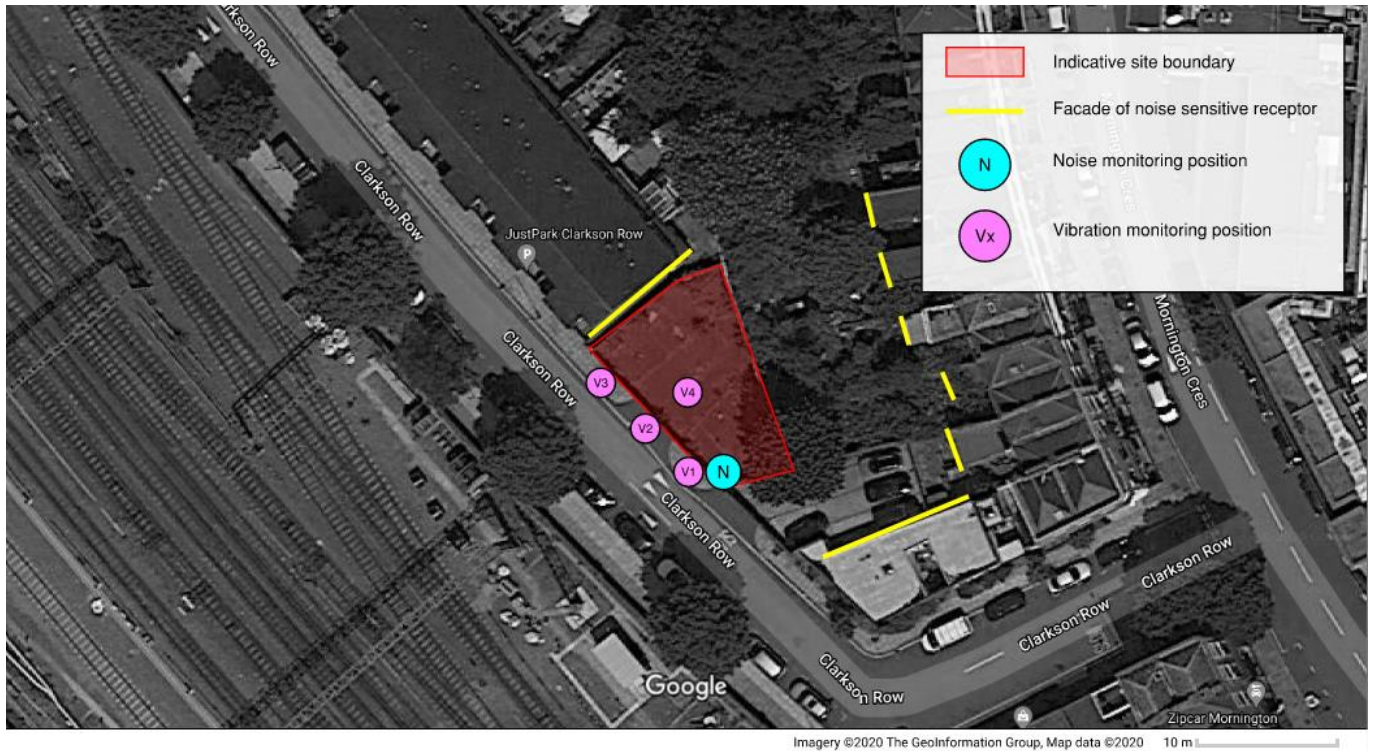 Clarkson Row
Indicative site boundary
Facade of noise sensitive receptor
N
Noise monitoring position
Vx
Vibration monitoring position
Clarkson Row
JustPark Clarkson Row
P
Mornington Cres
Clarkson Row
V3
V4
V2
V1
N
Clarkson Row
Clarkson Row
Clarkson Row
Clarkson Row
Google
Zipcar Mornington
Imagery ©2020 The GeoInformation Group, Map data ©2020
10 m